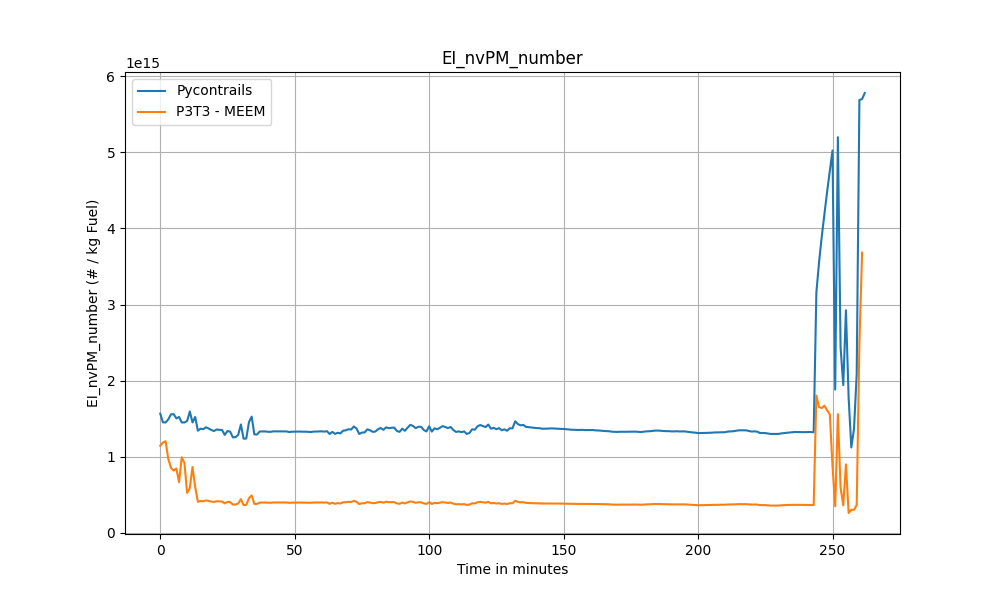 EI_nvPM_number
1e15
Pycontrails
P3T3 - MEEM
EI_nvPM_number (# / kg Fuel)
6
5
4
3
2
1
0
0 50 100 150 200 250
Time in minutes